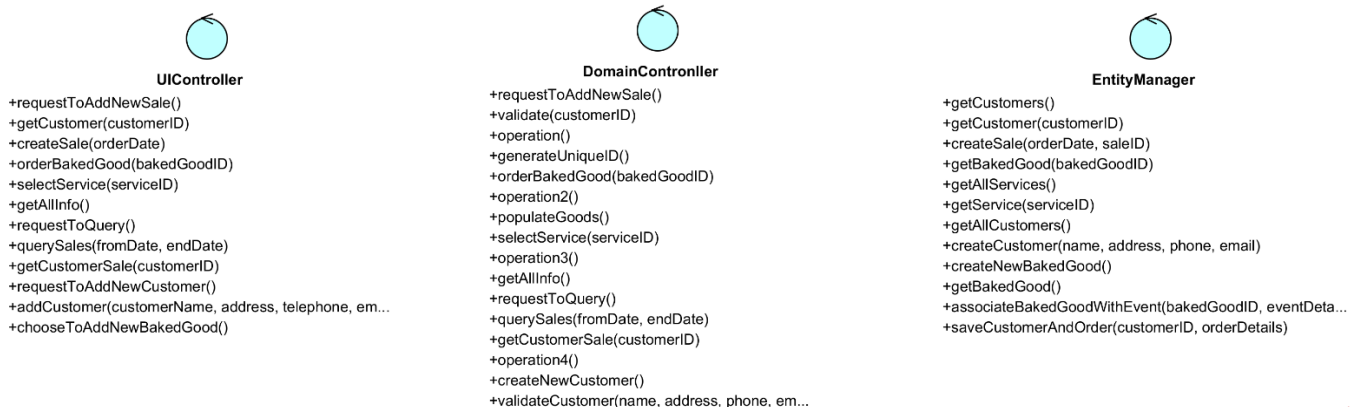 UIController
+requestToAddNewSale()
+getCustomer(customerID)
+createSale(orderDate)
+orderBakedGood(bakedGoodID)
+selectService(serviceID)
+getAllInfo()
+requestToQuery()
+querySales(fromDate, endDate)
+getCustomerSale(customerID)
+requestToAddNewCustomer()
+addCustomer(customerName, address, telephone, em...
+chooseToAddNewBakedGood()
DomainContronller
+requestToAddNewSale()
+validate(customerID)
+operation()
+generateUniqueID()
+orderBakedGood(bakedGoodID)
+operation2()
+populateGoods()
+selectService(serviceID)
+operation3()
+getAllInfo()
+requestToQuery()
+querySales(fromDate, endDate)
+getCustomerSale(customerID)
+operation4()
+createNewCustomer()
+validateCustomer(name, address, phone, em...
EntityManager
+getCustomers()
+getCustomer(customerID)
+createSale(orderDate, saleID)
+getBakedGood(bakedGoodID)
+getAllServices()
+getService(serviceID)
+getAllCustomers()
+createCustomer(name, address, phone, email)
+createNewBakedGood()
+getBakedGood()
+associateBakedGoodWithEvent(bakedGoodID, eventDeta...
+saveCustomerAndOrder(customerID, orderDetails)